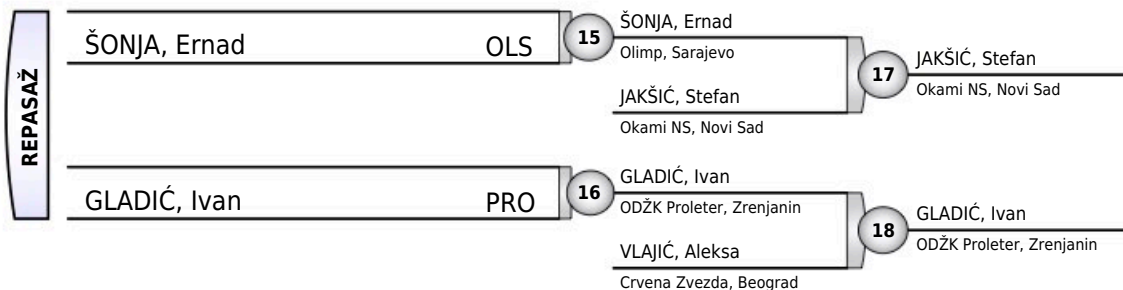 REPASAŽ
ŠONJA, Ernad OLS
15
ŠONJA, Ernad
Olimp, Sarajevo
JAKŠIĆ, Stefan
Okami NS, Novi Sad
17
JAKŠIĆ, Stefan
Okami NS, Novi Sad
GLADIĆ, Ivan PRO
16
GLADIĆ, Ivan
ODŽK Proleter, Zrenjanin
VLAJIĆ, Aleksa
Crvena Zvezda, Beograd
18
GLADIĆ, Ivan
ODŽK Proleter, Zrenjanin